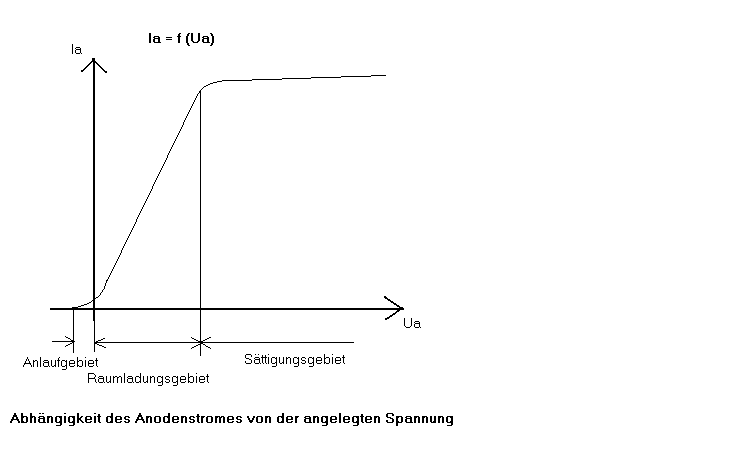 Ia = f (Ua)
Ia
Ua
Anlaufgebiet
Raumladungsgebiet
Sättigungsgebiet
Abhängigkeit des Anodenstromes von der angelegten Spannung